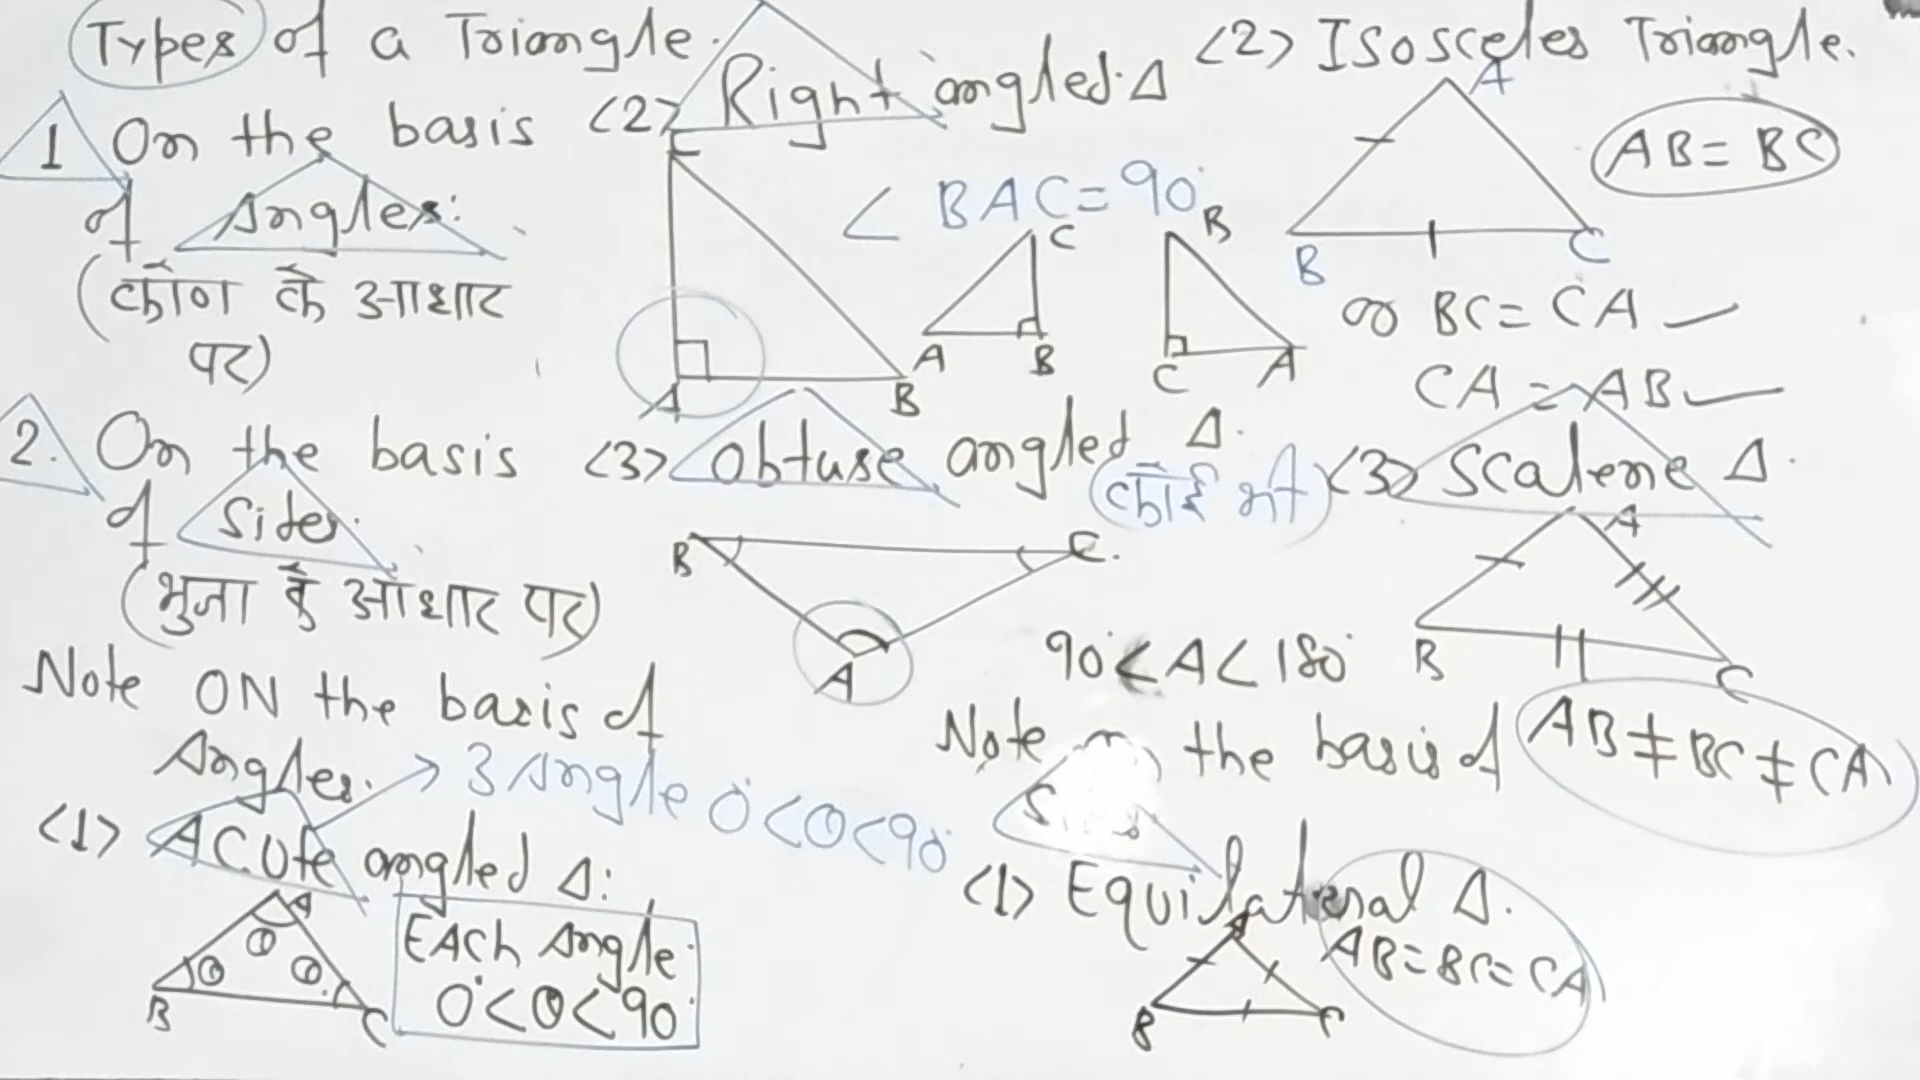 Types of a Triangle.
1 On the basis
of Angles:
(कोण के आधार
पर)
2. On the basis
of Sides.
(भुजा के आधार पर)
Note ON the basis of
Angles.
→ 3 Angle 0°<θ<90°
<1> ACUte angled Δ:
A
θ
θ θ
B C
EACh Angle
0°<θ<90°
<2> Right angled Δ
∠ BAC = 90°
C
A B
C
A B
B
C A
<3> Obtuse angled Δ.
(कोई भी)
B C.
A
90°<A<180°
Note the basis of
<1> Equilateral Δ.
A
B C
AB=BC=CA
<2> Isosceles Triangle.
A
B C
AB = BC
or BC = CA
CA = AB
<3> Scalene Δ.
A
B C
AB ≠ BC ≠ CA